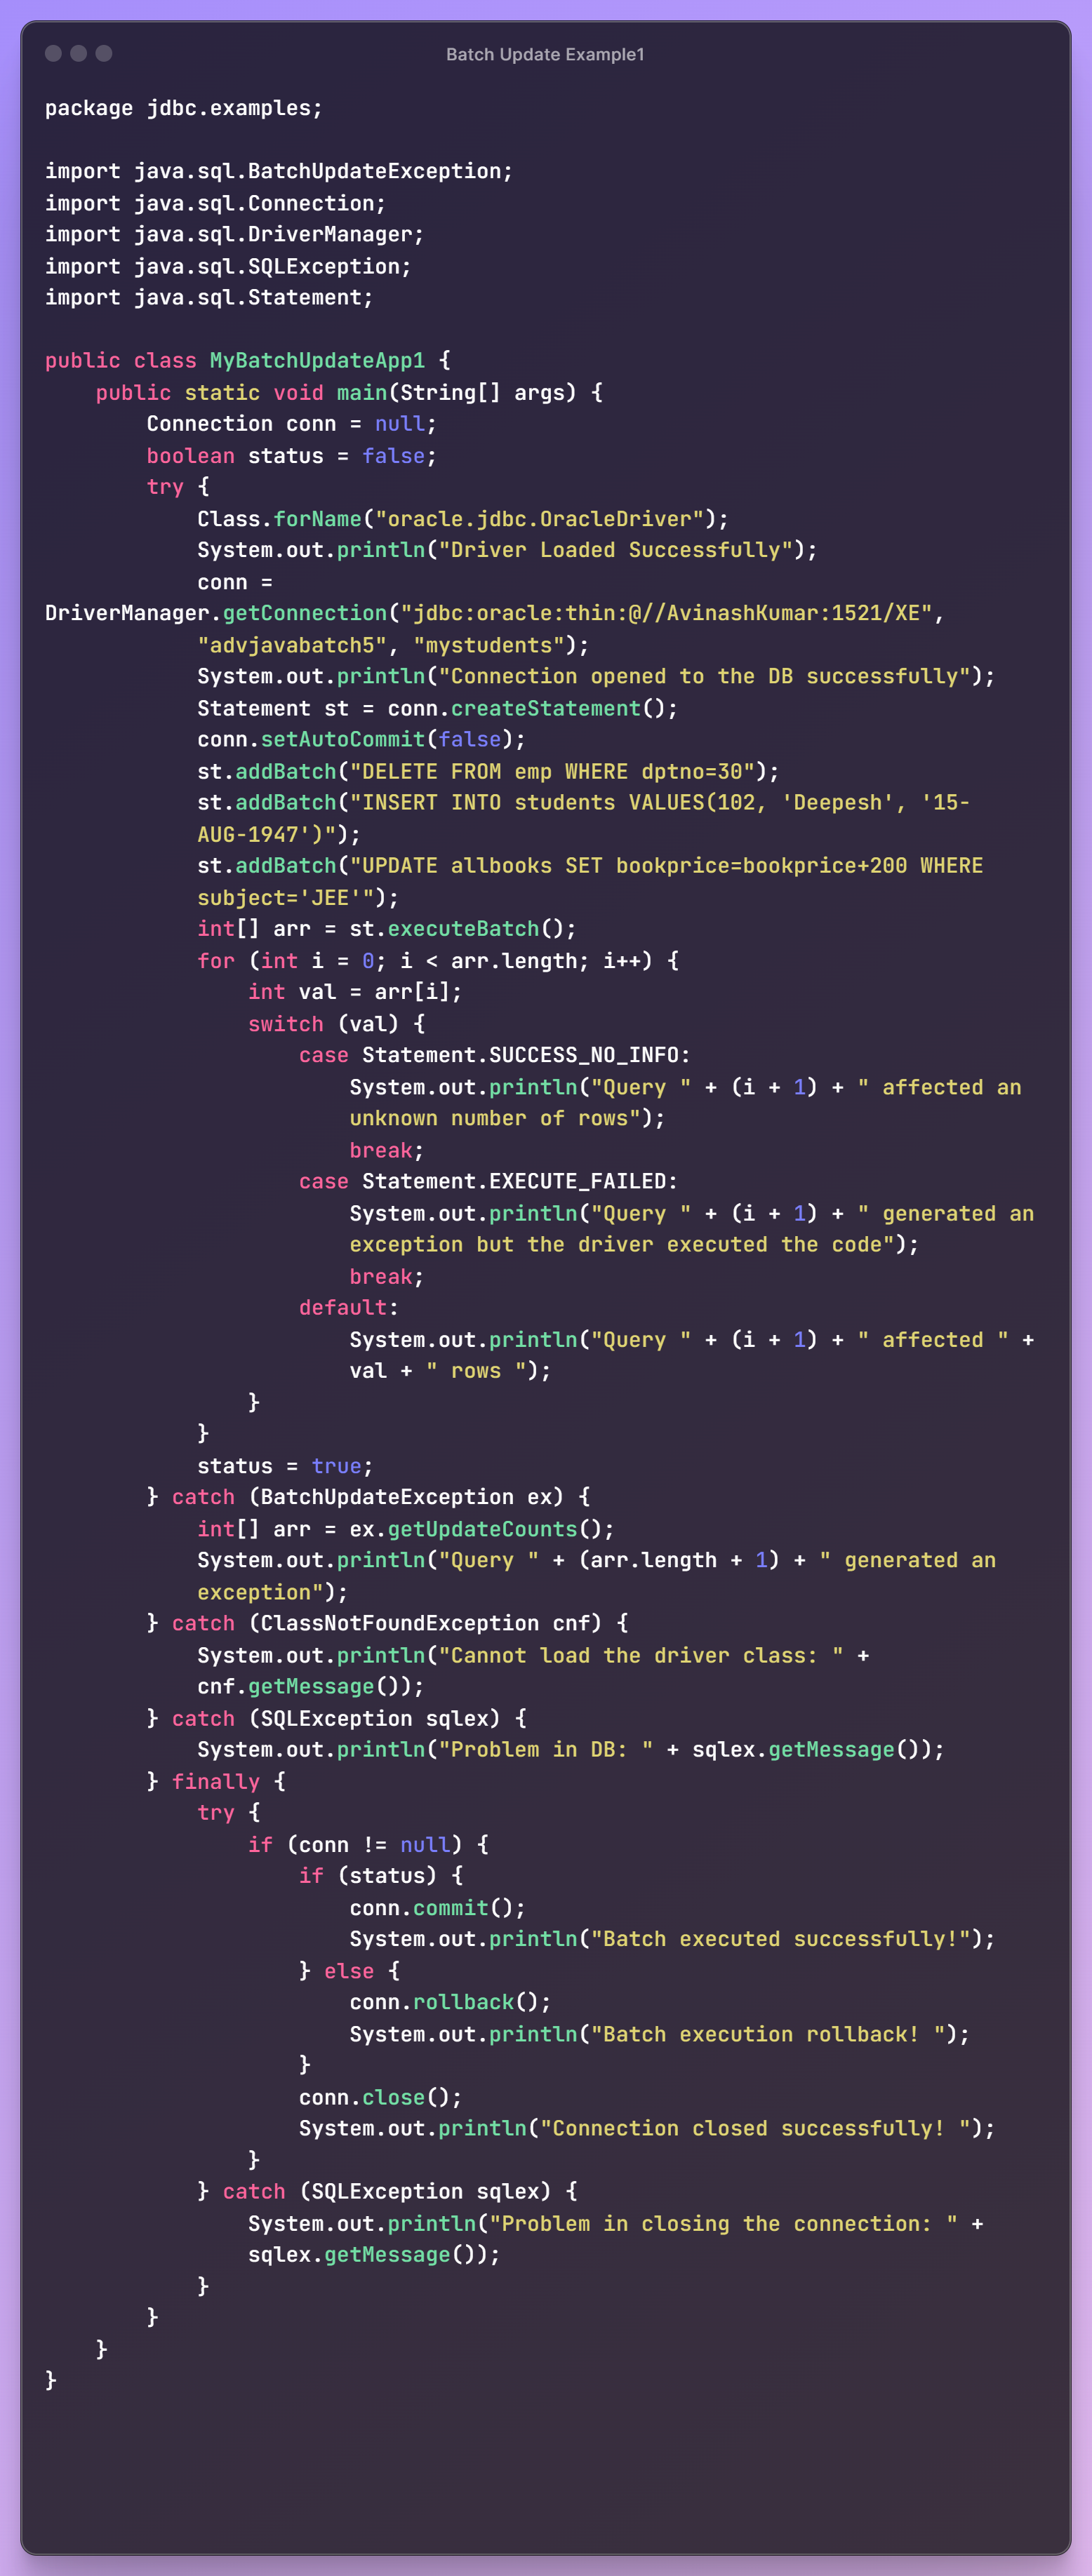 Batch Update Example1
package jdbc.examples;

import java.sql.BatchUpdateException;
import java.sql.Connection;
import java.sql.DriverManager;
import java.sql.SQLException;
import java.sql.Statement;

public class MyBatchUpdateApp1 {
    public static void main(String[] args) {
        Connection conn = null;
        boolean status = false;
        try {
            Class.forName("oracle.jdbc.OracleDriver");
            System.out.println("Driver Loaded Successfully");
            conn =
DriverManager.getConnection("jdbc:oracle:thin:@//AvinashKumar:1521/XE",
            "advjavabatch5", "mystudents");
            System.out.println("Connection opened to the DB successfully");
            Statement st = conn.createStatement();
            conn.setAutoCommit(false);
            st.addBatch("DELETE FROM emp WHERE dptno=30");
            st.addBatch("INSERT INTO students VALUES(102, 'Deepesh', '15-
            AUG-1947')");
            st.addBatch("UPDATE allbooks SET bookprice=bookprice+200 WHERE
            subject='JEE'");
            int[] arr = st.executeBatch();
            for (int i = 0; i < arr.length; i++) {
                int val = arr[i];
                switch (val) {
                    case Statement.SUCCESS_NO_INFO:
                        System.out.println("Query " + (i + 1) + " affected an
                        unknown number of rows");
                        break;
                    case Statement.EXECUTE_FAILED:
                        System.out.println("Query " + (i + 1) + " generated an
                        exception but the driver executed the code");
                        break;
                    default:
                        System.out.println("Query " + (i + 1) + " affected " +
                        val + " rows ");
                }
            }
            status = true;
        } catch (BatchUpdateException ex) {
            int[] arr = ex.getUpdateCounts();
            System.out.println("Query " + (arr.length + 1) + " generated an
            exception");
        } catch (ClassNotFoundException cnf) {
            System.out.println("Cannot load the driver class: " +
            cnf.getMessage());
        } catch (SQLException sqlex) {
            System.out.println("Problem in DB: " + sqlex.getMessage());
        } finally {
            try {
                if (conn != null) {
                    if (status) {
                        conn.commit();
                        System.out.println("Batch executed successfully!");
                    } else {
                        conn.rollback();
                        System.out.println("Batch execution rollback! ");
                    }
                    conn.close();
                    System.out.println("Connection closed successfully! ");
                }
            } catch (SQLException sqlex) {
                System.out.println("Problem in closing the connection: " +
                sqlex.getMessage());
            }
        }
    }
}